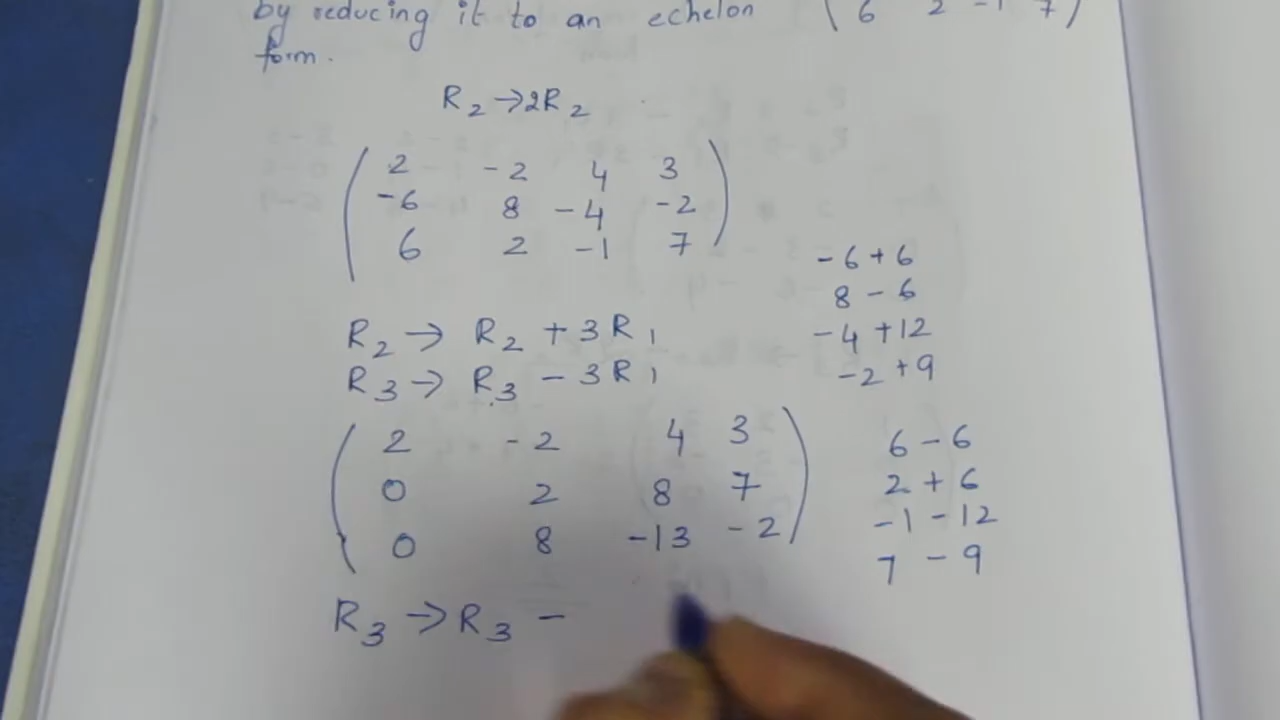 by reducing it to an echelon ( 6 2 -1 7 )
form.
R2 → 2R2
( 2 -2 4 3 )
-6 8 -4 -2
6 2 -1 7
-6 + 6
8 - 6
R2 → R2 + 3R1 -4 + 12
R3 → R3 - 3R1 -2 + 9
( 2 -2 4 3 ) 6 - 6
0 2 8 7 2 + 6
0 8 -13 -2 -1 - 12
7 - 9
R3 → R3 -